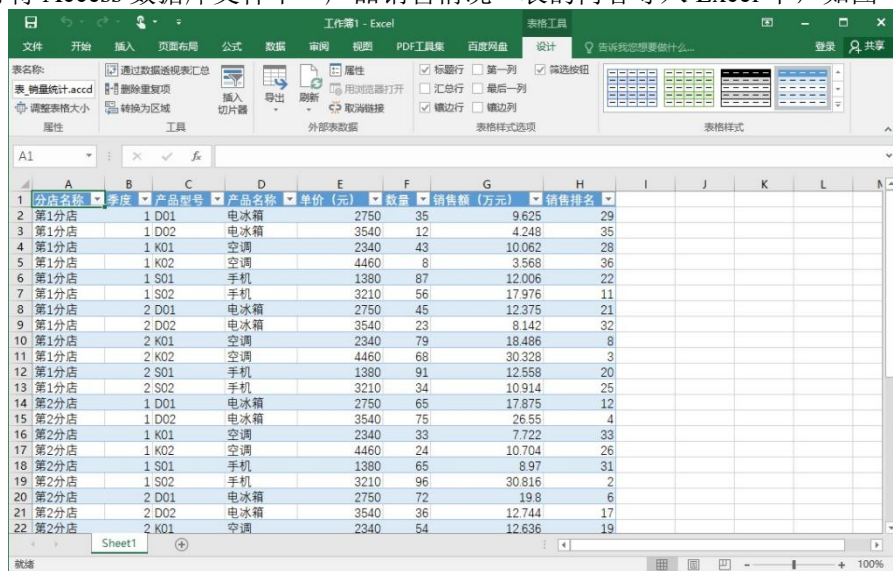 工作簿1 - Excel
表格工具
文件 开始 插入 页面布局 公式 数据 审阅 视图 PDF工具集 百度网盘 设计 告诉我您想要做什么... 登录 共享
表名称:
表_销量统计.accd
调整表格大小
属性
通过数据透视表汇总
删除重复项
转换为区域
插入
切片器
工具
导出
刷新
属性
用浏览器打开
取消链接
外部表数据
标题行 第一列 筛选按钮
汇总行 最后一列
镶边行 镶边列
表格样式选项
表格样式
A1 fx
A B C D E F G H I J K L
1 分店名称 季度 产品型号 产品名称 单价（元） 数量 销售额（万元） 销售排名
2 第1分店 1 D01 电冰箱 2750 35 9.625 29
3 第1分店 1 D02 电冰箱 3540 12 4.248 35
4 第1分店 1 K01 空调 2340 43 10.062 28
5 第1分店 1 K02 空调 4460 8 3.568 36
6 第1分店 1 S01 手机 1380 87 12.006 22
7 第1分店 1 S02 手机 3210 56 17.976 11
8 第1分店 2 D01 电冰箱 2750 45 12.375 21
9 第1分店 2 D02 电冰箱 3540 23 8.142 32
10 第1分店 2 K01 空调 2340 79 18.486 8
11 第1分店 2 K02 空调 4460 68 30.328 3
12 第1分店 2 S01 手机 1380 91 12.558 20
13 第1分店 2 S02 手机 3210 34 10.914 25
14 第2分店 1 D01 电冰箱 2750 65 17.875 12
15 第2分店 1 D02 电冰箱 3540 75 26.55 4
16 第2分店 1 K01 空调 2340 33 7.722 33
17 第2分店 1 K02 空调 4460 24 10.704 26
18 第2分店 1 S01 手机 1380 65 8.97 31
19 第2分店 1 S02 手机 3210 96 30.816 2
20 第2分店 2 D01 电冰箱 2750 72 19.8 6
21 第2分店 2 D02 电冰箱 3540 36 12.744 17
22 第2分店 2 K01 空调 2340 54 12.636 19
Sheet1
就绪 100%